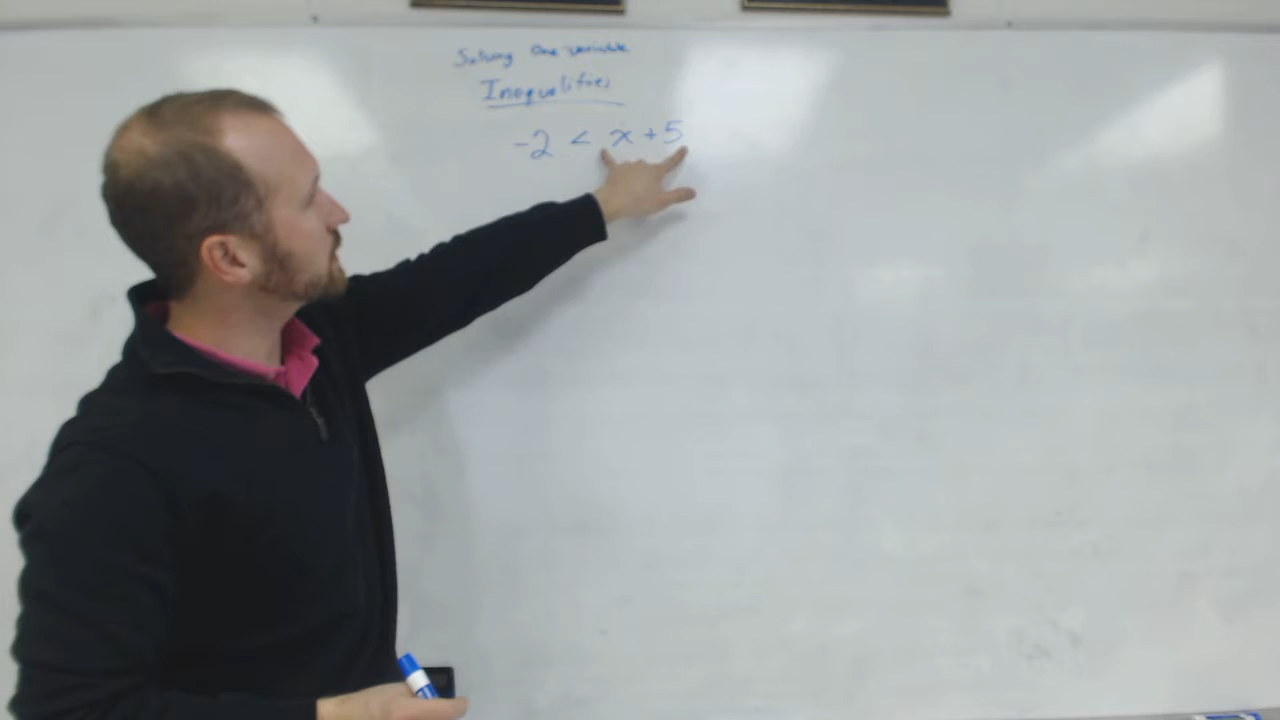 Solving One variable
Inequalities
-2 < x + 5